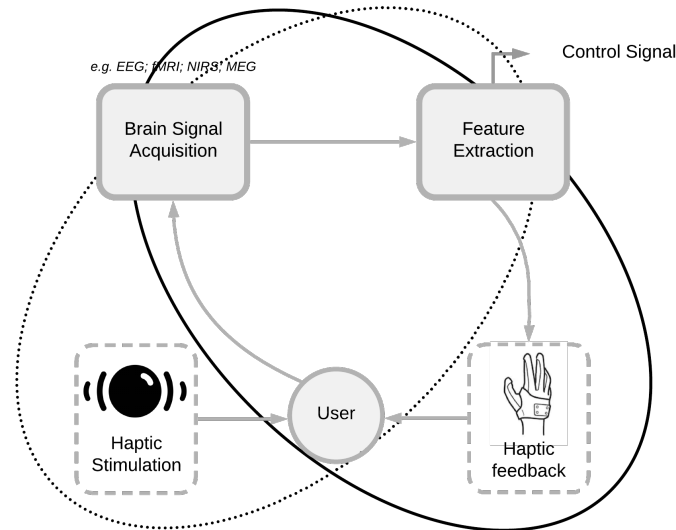 Control Signal
e.g. EEG; fMRI; NIRS; MEG
Brain Signal
Acquisition
Feature
Extraction
User
Haptic
Stimulation
Haptic
feedback